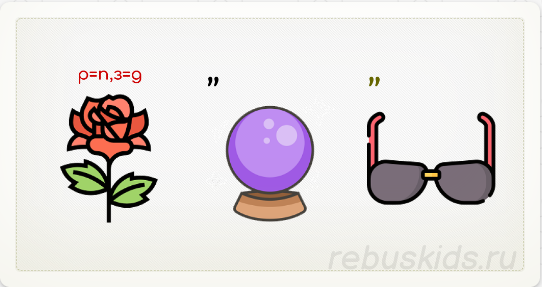 р=п,з=д
„ „
rebuskids.ru